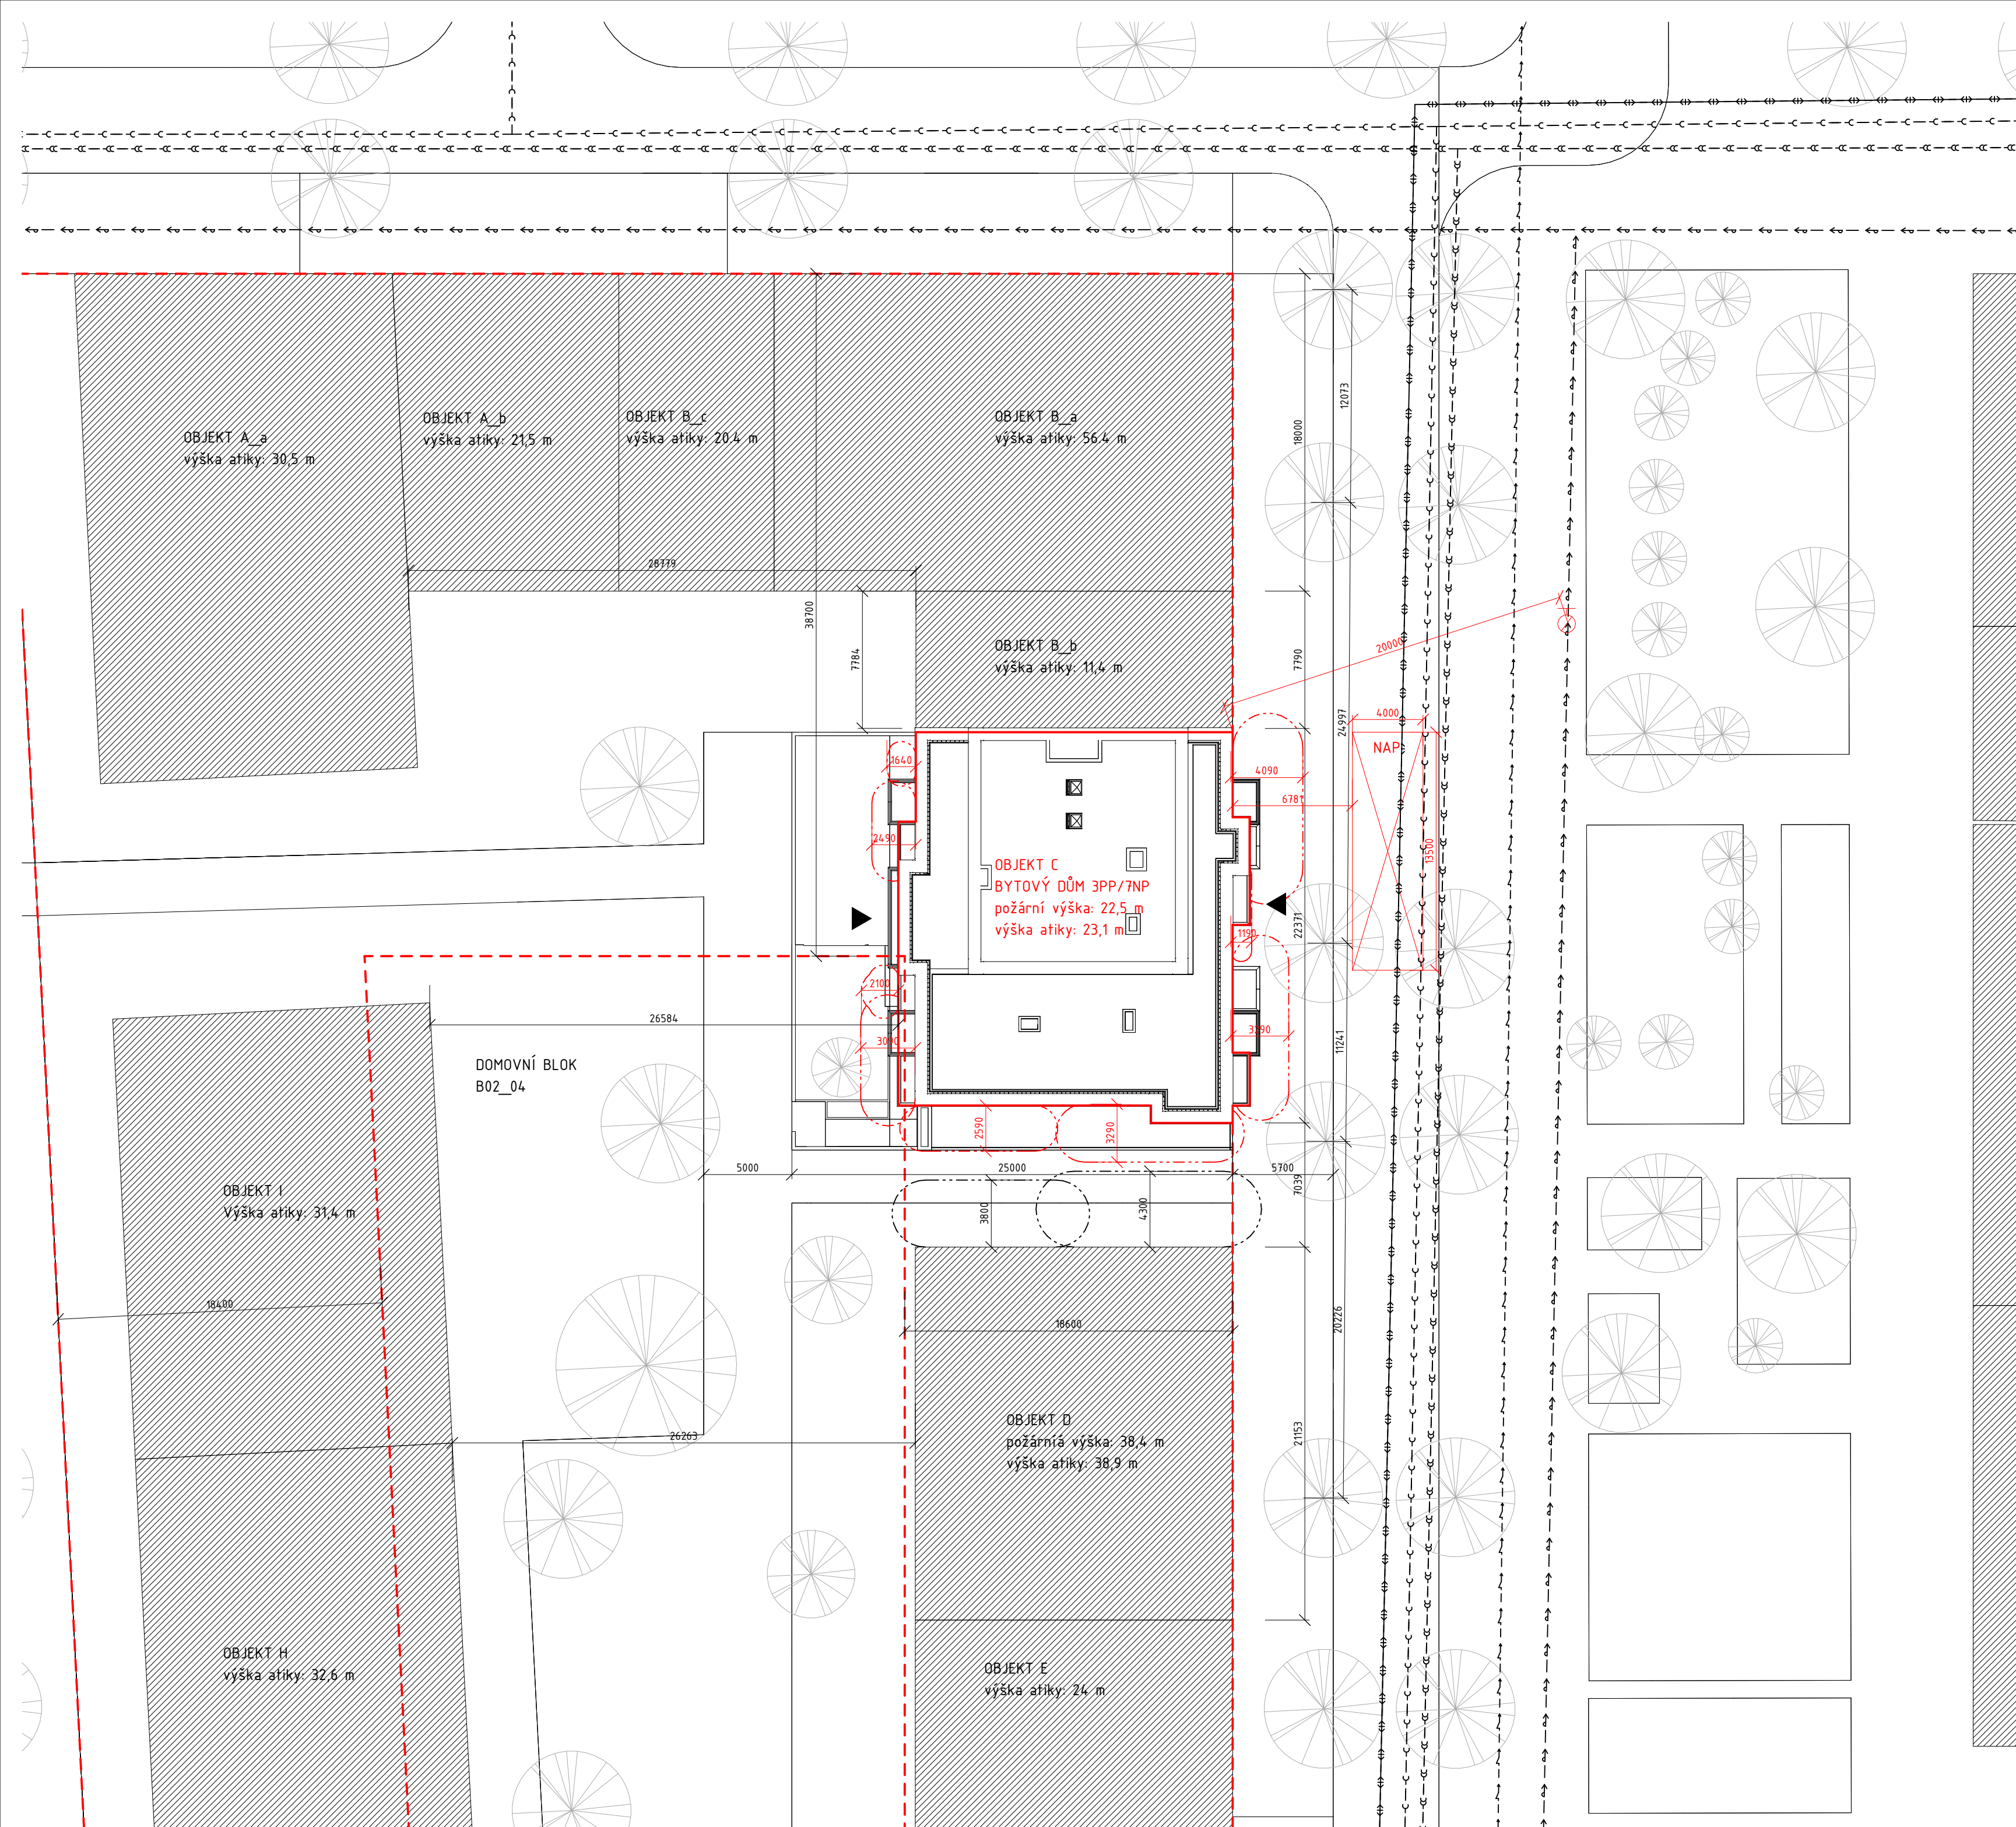 OBJEKT A_a
výška atiky: 30,5 m
OBJEKT A_b
výška atiky: 21,5 m
OBJEKT B_c
výška atiky: 20.4 m
OBJEKT B_a
výška atiky: 56.4 m
12073
18000
28779
38700
7784
OBJEKT B_b
výška atiky: 11,4 m
7790
20000
24997
4000
NAP
1640
4090
6781
2490
13500
OBJEKT C
BYTOVÝ DŮM 3PP/7NP
požární výška: 22,5 m
výška atiky: 23,1 m
22371
1190
2100
26584
3090
3290
11241
DOMOVNÍ BLOK
B02_04
2590
3290
5000
25000
5700
7039
3800
4300
OBJEKT I
Výška atiky: 31,4 m
18400
18600
20226
26263
OBJEKT D
požárníá výška: 38,4 m
výška atiky: 38,9 m
21153
OBJEKT H
výška atiky: 32,6 m
OBJEKT E
výška atiky: 24 m